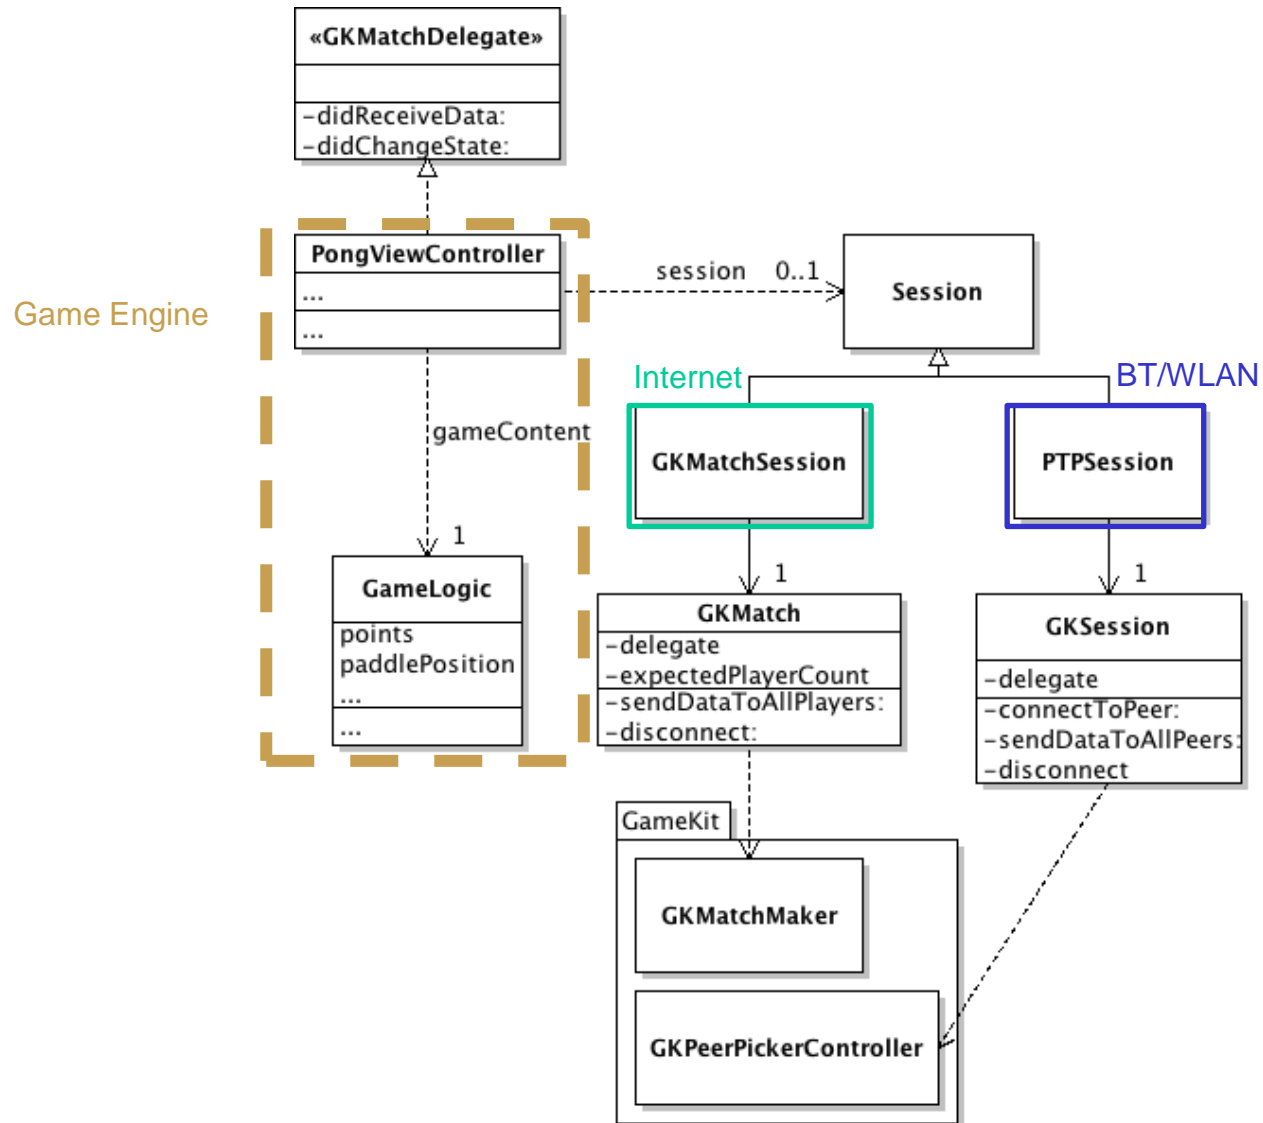 «GKMatchDelegate»
-didReceiveData:
-didChangeState:
Game Engine
PongViewController
...
...
session 0..1
Session
gameContent
1
GameLogic
points
paddlePosition
...
...
Internet
BT/WLAN
GKMatchSession
PTPSession
1
1
GKMatch
-delegate
-expectedPlayerCount
-sendDataToAllPlayers:
-disconnect:
GKSession
-delegate
-connectToPeer:
-sendDataToAllPeers:
-disconnect
GameKit
GKMatchMaker
GKPeerPickerController